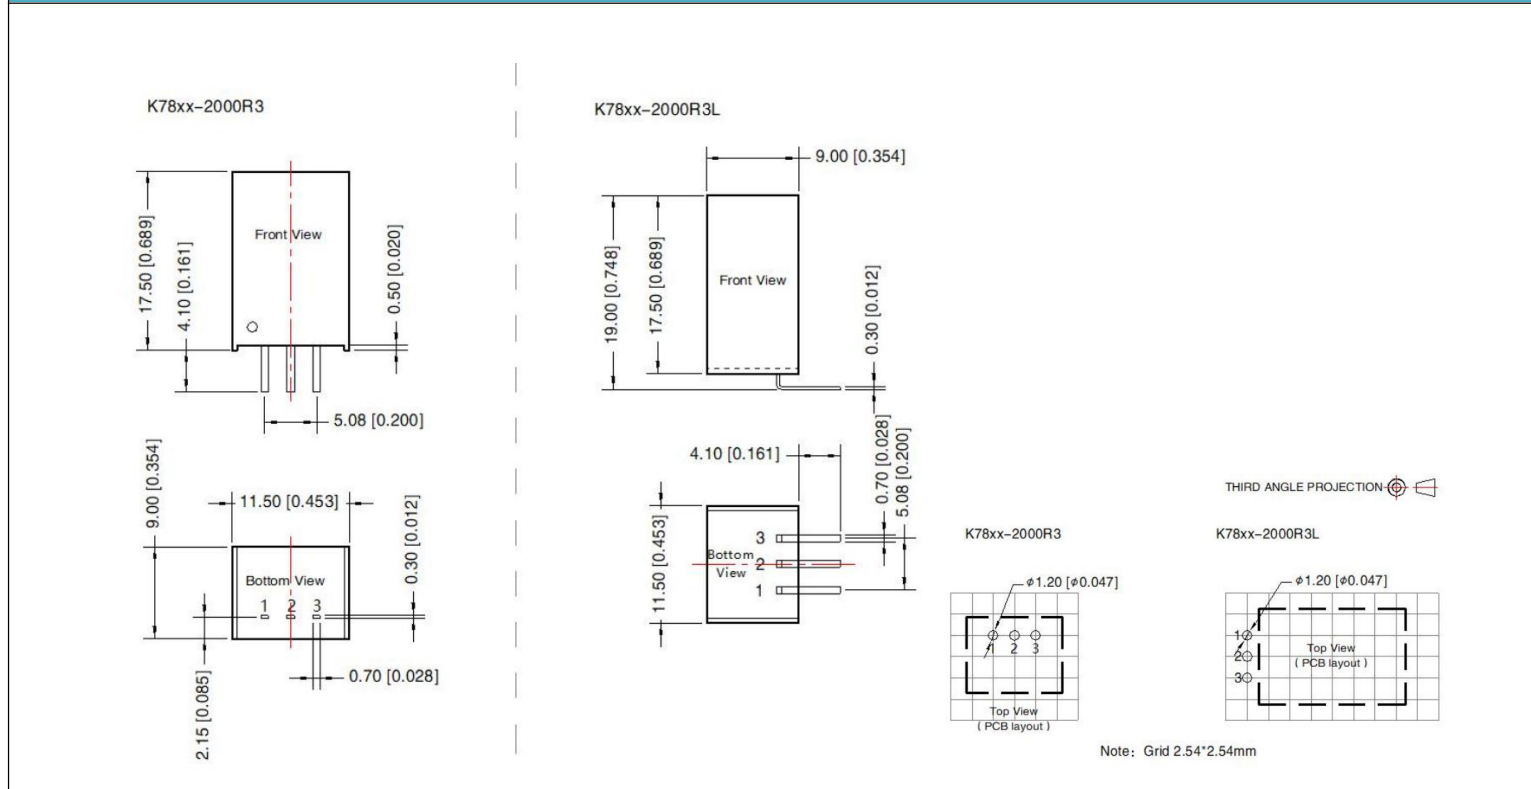 K78xx-2000R3
Front View
17.50 [0.689]
4.10 [0.161]
0.50 [0.020]
5.08 [0.200]
9.00 [0.354]
11.50 [0.453]
0.30 [0.012]
Bottom View
1 2 3
2.15 [0.085]
0.70 [0.028]
K78xx-2000R3L
9.00 [0.354]
19.00 [0.748]
17.50 [0.689]
Front View
0.30 [0.012]
4.10 [0.161]
0.70 [0.028]
5.08 [0.200]
11.50 [0.453]
Bottom
View
3
2
1
THIRD ANGLE PROJECTION
K78xx-2000R3
ø1.20 [ø0.047]
1 2 3
Top View
( PCB layout )
K78xx-2000R3L
ø1.20 [ø0.047]
1
2
3
Top View
( PCB layout )
Note: Grid 2.54*2.54mm